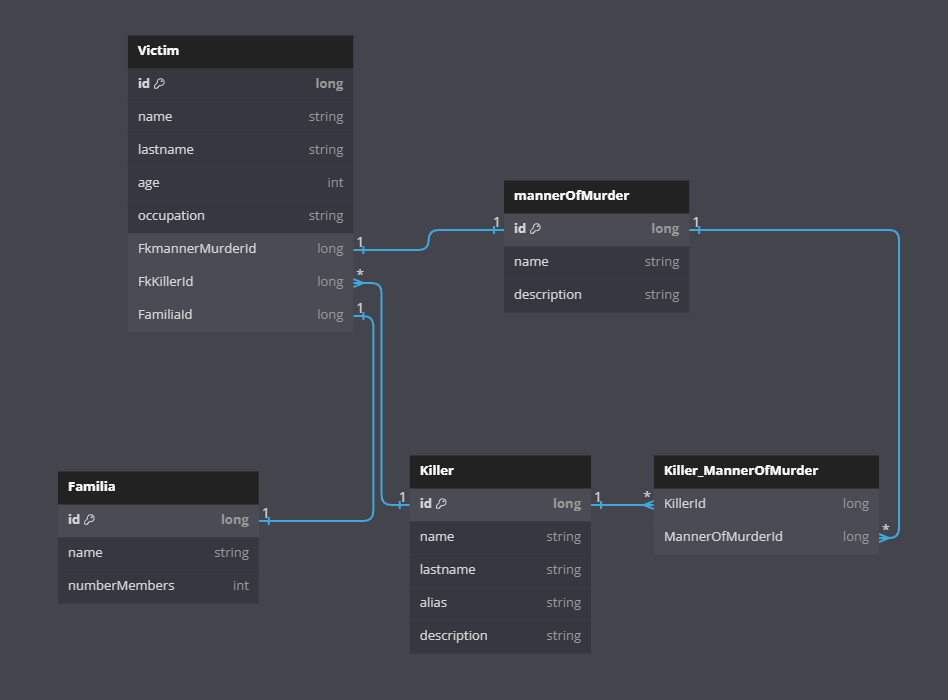 Victim
id long
name string
lastname string
age int
occupation string
FkmannerMurderId long 1
FkKillerId long *
FamiliaId long 1
mannerOfMurder
1 id long 1
name string
description string
Familia
id long 1
name string
numberMembers int
Killer
1 id long 1
name string
lastname string
alias string
description string
Killer_MannerOfMurder
* KillerId long
MannerOfMurderId long *